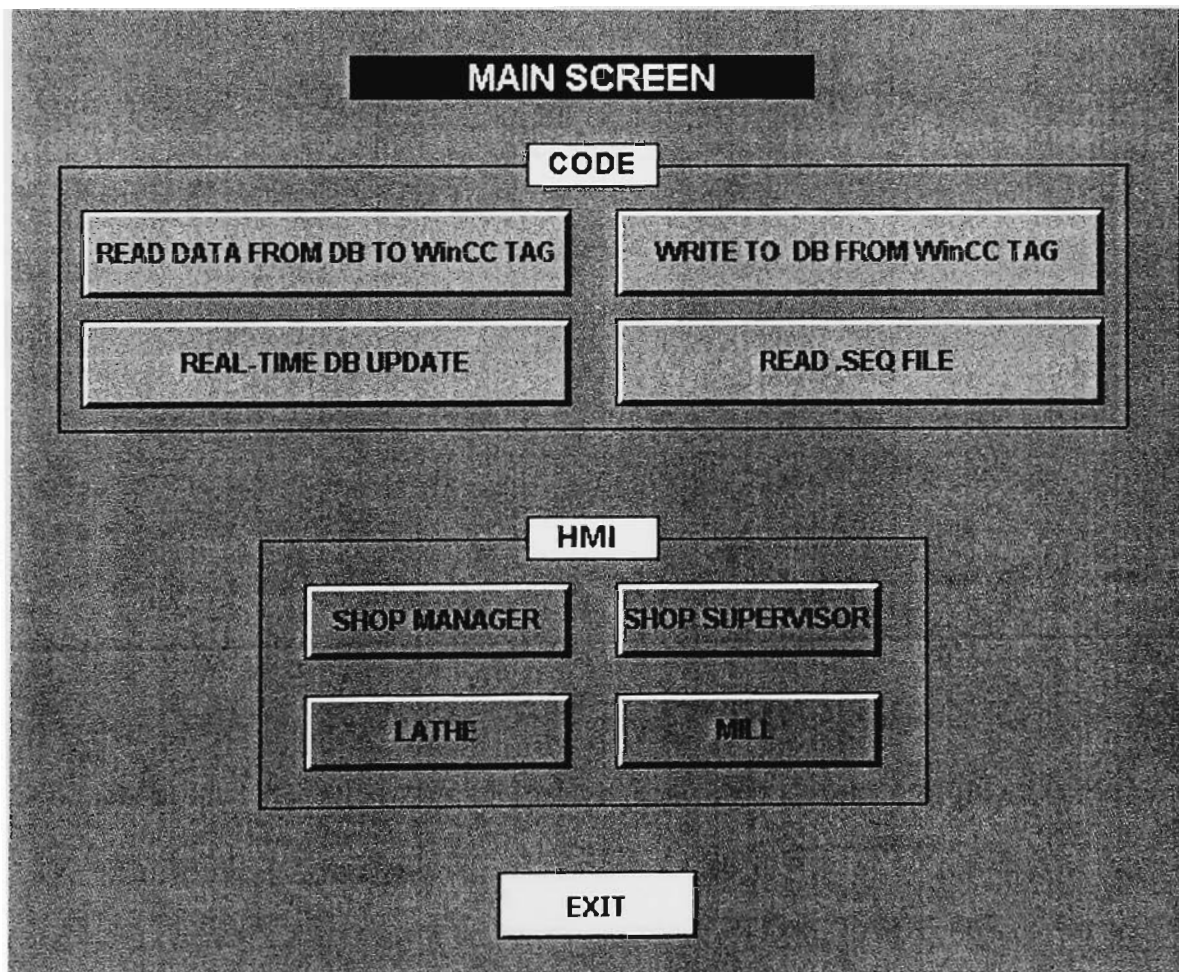 MAIN SCREEN
CODE
READ DATA FROM DB TO WinCC TAG
WRITE TO DB FROM WinCC TAG
REAL-TIME DB UPDATE
READ .SEQ FILE
HMI
SHOP MANAGER
SHOP SUPERVISOR
LATHE
MILL
EXIT